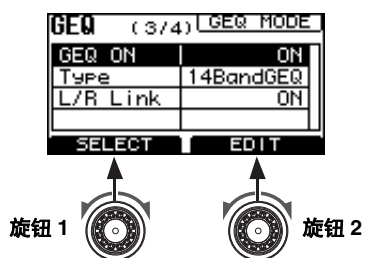 GEQ (3/4) GEQ MODE
GEQ ON ON
Type 14BandGEQ
L/R Link ON
SELECT EDIT
旋钮 1 旋钮 2